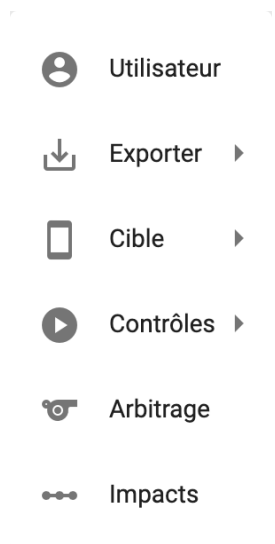 Utilisateur
Exporter
Cible
Contrôles
Arbitrage
Impacts